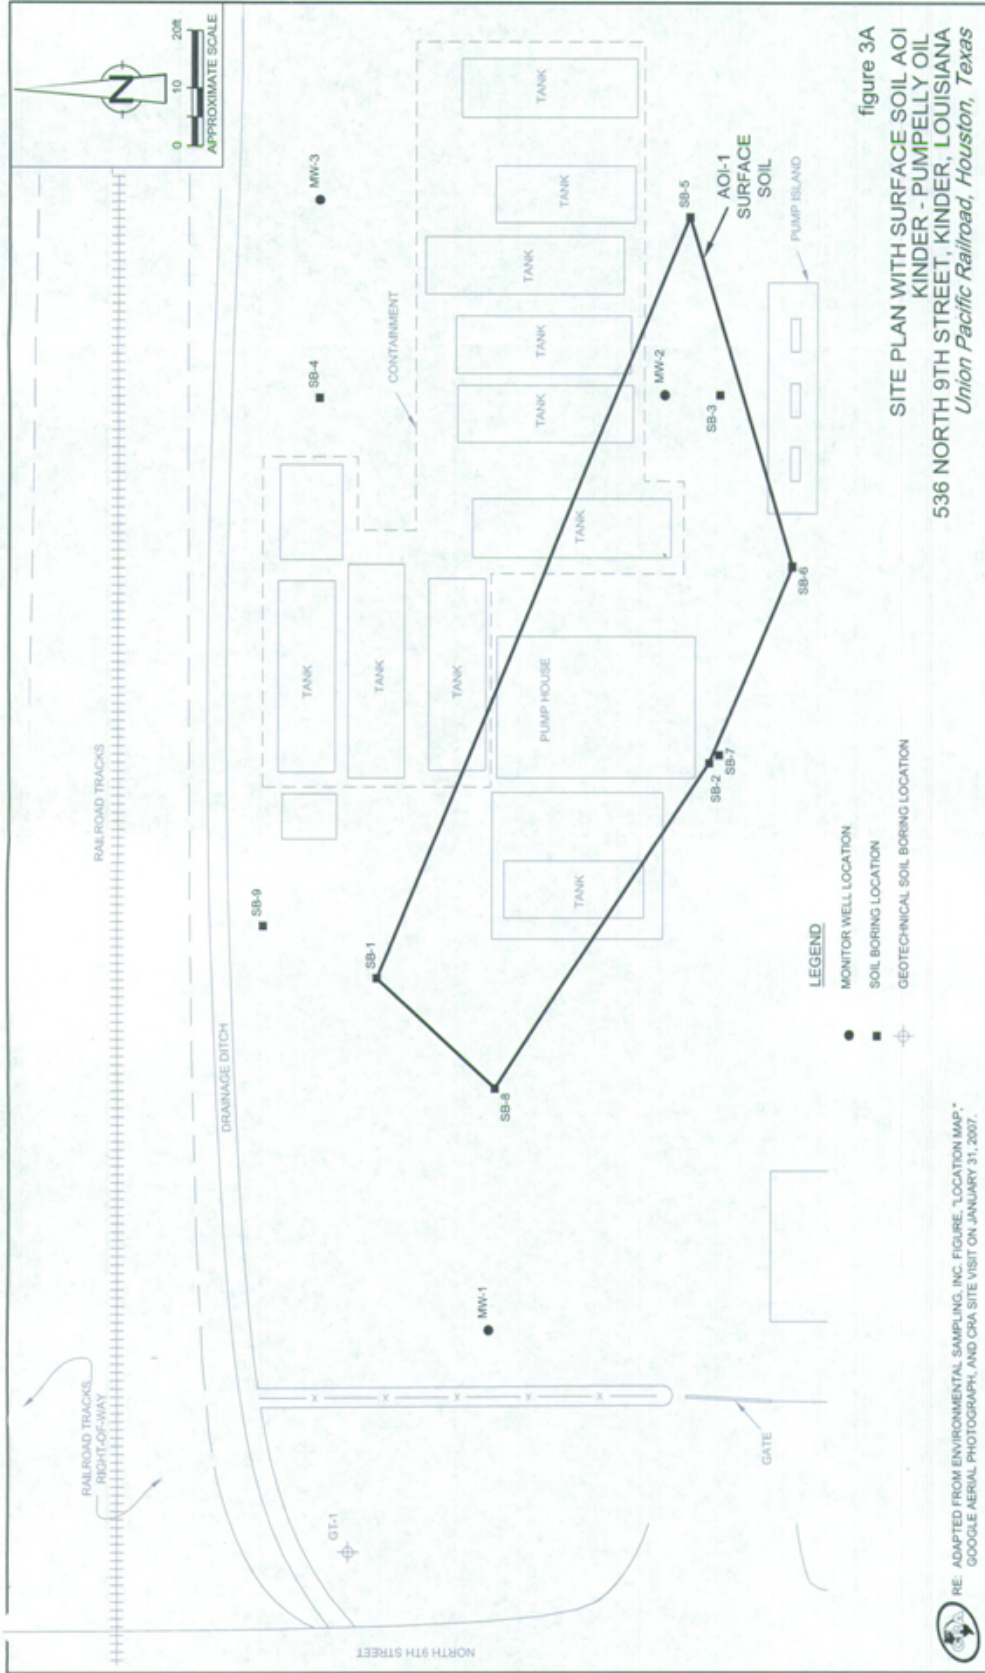 N
0 10 20ft
APPROXIMATE SCALE
RAILROAD TRACKS
RIGHT-OF-WAY
RAILROAD TRACKS
DRAINAGE DITCH
NORTH 9TH STREET
GT-1
GATE
MW-1
SB-9
SB-1
SB-8
SB-4
MW-3
CONTAINMENT
TANK
TANK
TANK
TANK
PUMP HOUSE
TANK
TANK
TANK
TANK
TANK
TANK
MW-2
SB-3
SB-5
SB-2
SB-7
SB-6
AOI-1
SURFACE
SOIL
PUMP ISLAND
LEGEND
MONITOR WELL LOCATION
SOIL BORING LOCATION
GEOTECHNICAL SOIL BORING LOCATION
figure 3A
SITE PLAN WITH SURFACE SOIL AOI
KINDER - PUMPELLY OIL
536 NORTH 9TH STREET, KINDER, LOUISIANA
Union Pacific Railroad, Houston, Texas
RE: ADAPTED FROM ENVIRONMENTAL SAMPLING, INC. FIGURE, "LOCATION MAP,"
GOOGLE AERIAL PHOTOGRAPH, AND CRA SITE VISIT ON JANUARY 31, 2007.